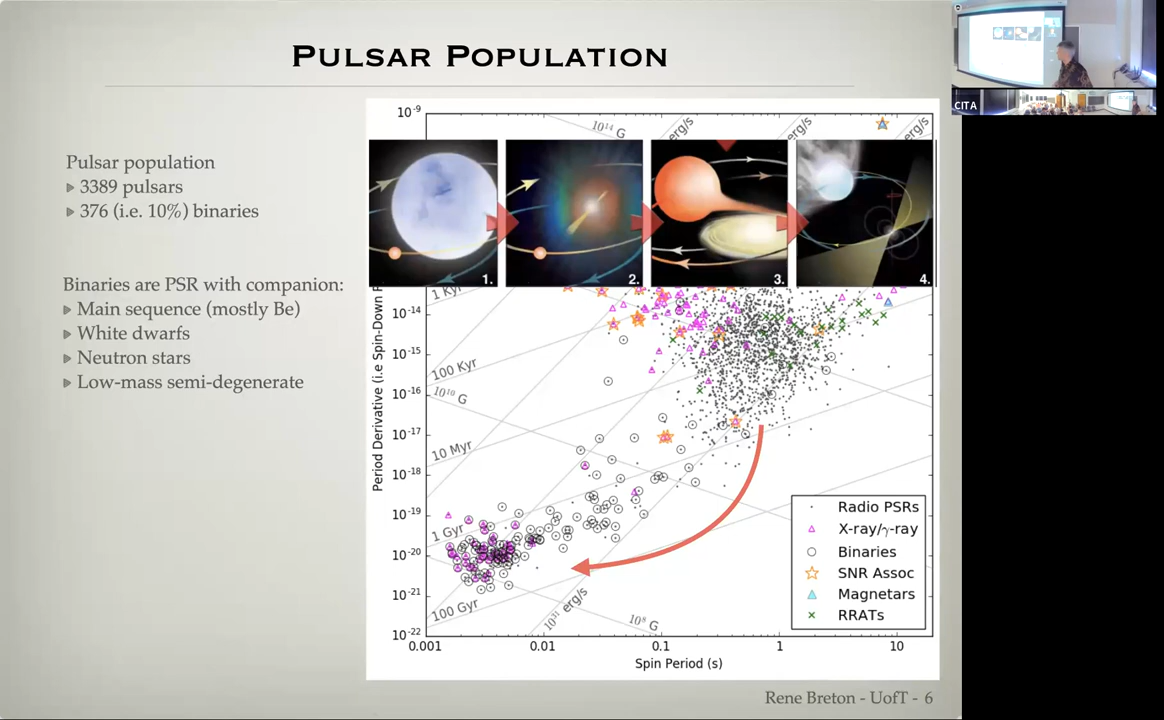 PULSAR POPULATION
Pulsar population
3389 pulsars
376 (i.e. 10%) binaries
Binaries are PSR with companion:
Main sequence (mostly Be)
White dwarfs
Neutron stars
Low-mass semi-degenerate
10⁻⁹
10¹⁴ G
erg/s
erg/s
erg/s
1.
2.
3.
4.
Period Derivative (i.e Spin-Down
1 Kyr
10⁻¹⁴
10⁻¹⁵
100 Kyr
10¹⁰ G
10⁻¹⁶
10⁻¹⁷
10 Myr
10⁻¹⁸
10⁻¹⁹
1 Gyr
10⁻²⁰
10⁻²¹
100 Gyr
10³¹ erg/s
10⁸ G
10⁻²²
Radio PSRs
X-ray/γ-ray
Binaries
SNR Assoc
Magnetars
RRATs
0.001
0.01
0.1
1
10
Spin Period (s)
Rene Breton - UofT - 6
CITA